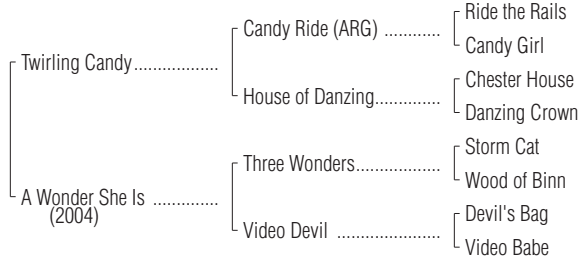 Ride the Rails
Candy Ride (ARG) ............
Candy Girl
Twirling Candy..................
Chester House
House of Danzing..............
Danzing Crown
Storm Cat
Three Wonders..................
Wood of Binn
A Wonder She Is ..............
(2004)
Devil's Bag
Video Devil ......................
Video Babe